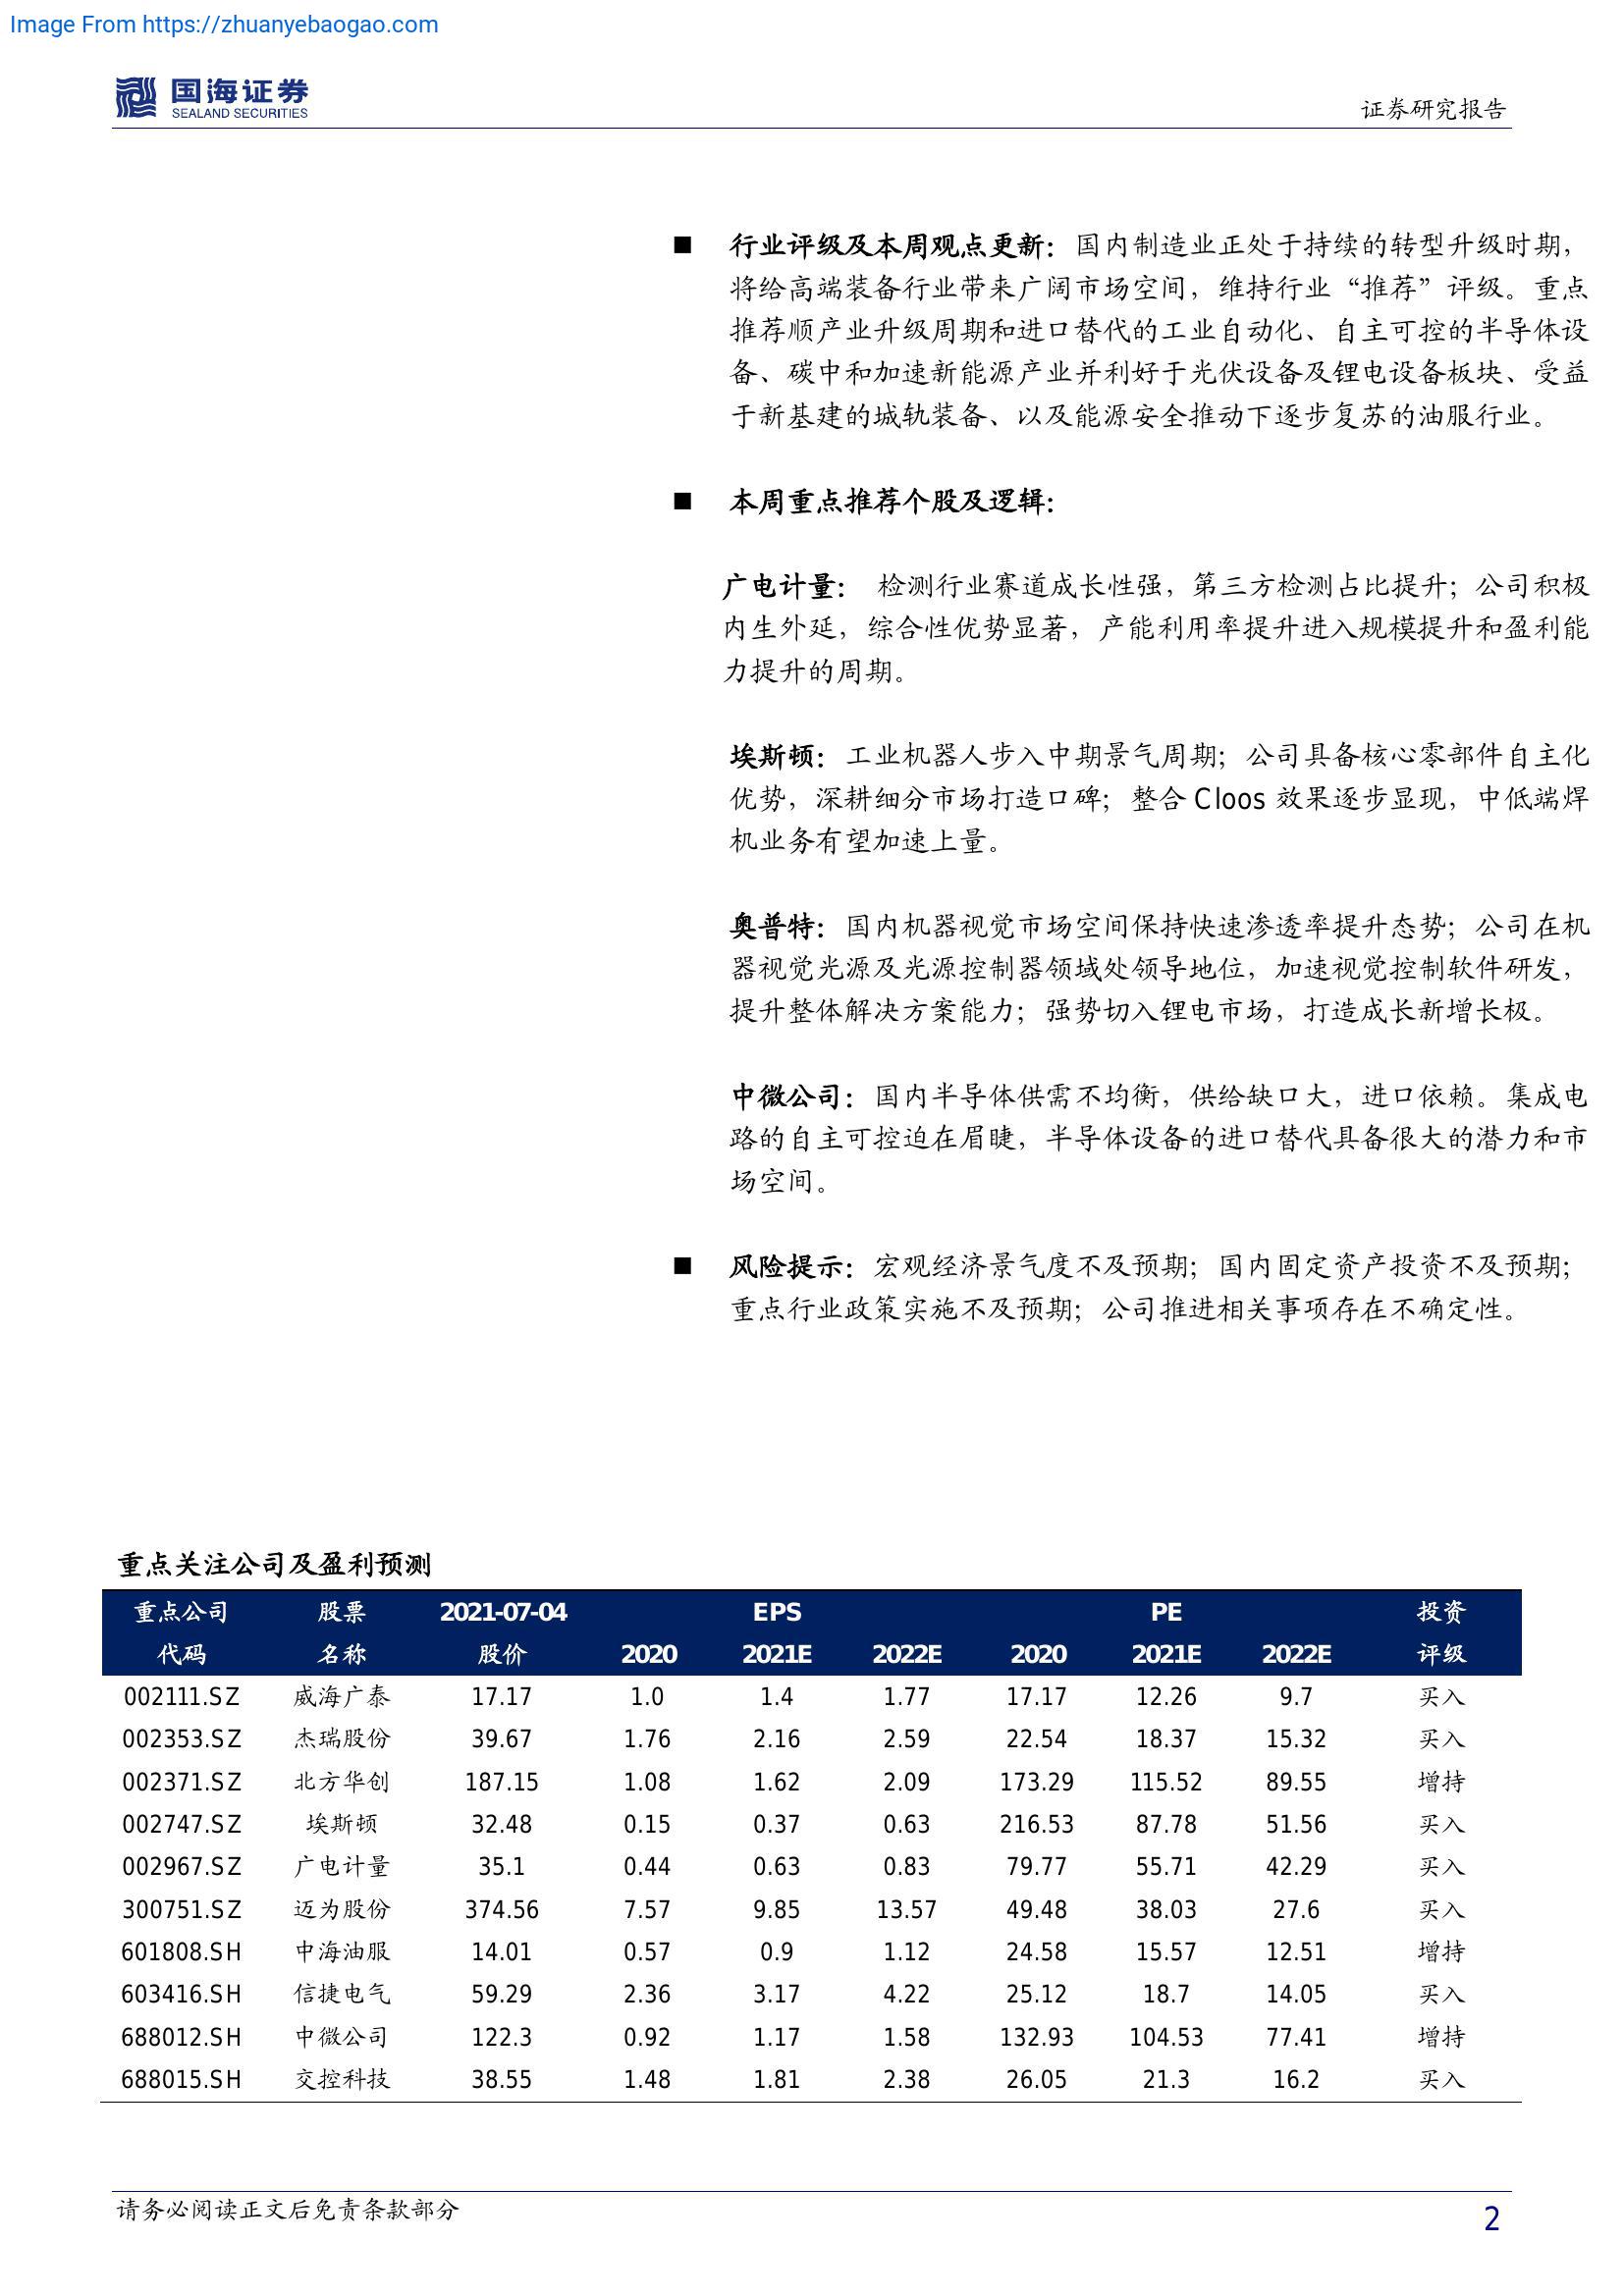 Image From https://zhuanyebaogao.com
国海证券
SEALAND SECURITIES
证券研究报告
■ 行业评级及本周观点更新：国内制造业正处于持续的转型升级时期，
将给高端装备行业带来广阔市场空间，维持行业“推荐”评级。重点
推荐顺产业升级周期和进口替代的工业自动化、自主可控的半导体设
备、碳中和加速新能源产业并利好于光伏设备及锂电设备板块、受益
于新基建的城轨装备、以及能源安全推动下逐步复苏的油服行业。
■ 本周重点推荐个股及逻辑：
广电计量： 检测行业赛道成长性强，第三方检测占比提升；公司积极
内生外延，综合性优势显著，产能利用率提升进入规模提升和盈利能
力提升的周期。
埃斯顿：工业机器人步入中期景气周期；公司具备核心零部件自主化
优势，深耕细分市场打造口碑；整合 Cloos 效果逐步显现，中低端焊
机业务有望加速上量。
奥普特：国内机器视觉市场空间保持快速渗透率提升态势；公司在机
器视觉光源及光源控制器领域处领导地位，加速视觉控制软件研发，
提升整体解决方案能力；强势切入锂电市场，打造成长新增长极。
中微公司：国内半导体供需不均衡，供给缺口大，进口依赖。集成电
路的自主可控迫在眉睫，半导体设备的进口替代具备很大的潜力和市
场空间。
■ 风险提示：宏观经济景气度不及预期；国内固定资产投资不及预期；
重点行业政策实施不及预期；公司推进相关事项存在不确定性。
重点关注公司及盈利预测
重点公司 股票 2021-07-04 EPS PE 投资
代码 名称 股价 2020 2021E 2022E 2020 2021E 2022E 评级
002111.SZ 威海广泰 17.17 1.0 1.4 1.77 17.17 12.26 9.7 买入
002353.SZ 杰瑞股份 39.67 1.76 2.16 2.59 22.54 18.37 15.32 买入
002371.SZ 北方华创 187.15 1.08 1.62 2.09 173.29 115.52 89.55 增持
002747.SZ 埃斯顿 32.48 0.15 0.37 0.63 216.53 87.78 51.56 买入
002967.SZ 广电计量 35.1 0.44 0.63 0.83 79.77 55.71 42.29 买入
300751.SZ 迈为股份 374.56 7.57 9.85 13.57 49.48 38.03 27.6 买入
601808.SH 中海油服 14.01 0.57 0.9 1.12 24.58 15.57 12.51 增持
603416.SH 信捷电气 59.29 2.36 3.17 4.22 25.12 18.7 14.05 买入
688012.SH 中微公司 122.3 0.92 1.17 1.58 132.93 104.53 77.41 增持
688015.SH 交控科技 38.55 1.48 1.81 2.38 26.05 21.3 16.2 买入
请务必阅读正文后免责条款部分
2